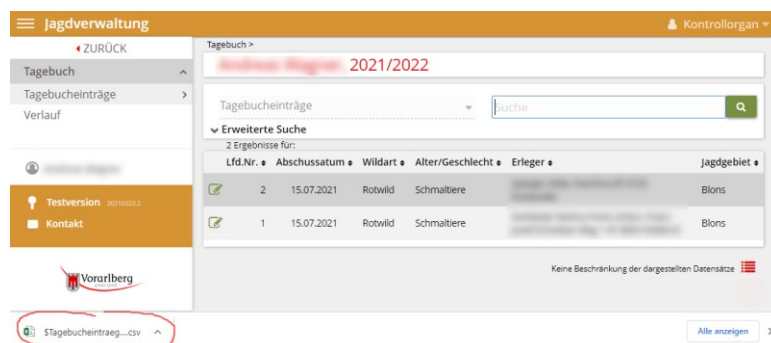 Jagdverwaltung
Kontrollorgan
ZURÜCK
Tagebuch
Tagebucheinträge
Verlauf
Testversion
Kontakt
Vorarlberg
Tagebuch >
2021/2022
Tagebucheinträge
Suche
Erweiterte Suche
2 Ergebnisse für:
Lfd.Nr. Abschussatum Wildart Alter/Geschlecht Erleger Jagdgebiet
2 15.07.2021 Rotwild Schmaltiere Blons
1 15.07.2021 Rotwild Schmaltiere Blons
Keine Beschränkung der dargestellten Datensätze
$Tagebucheintraeg....csv
Alle anzeigen